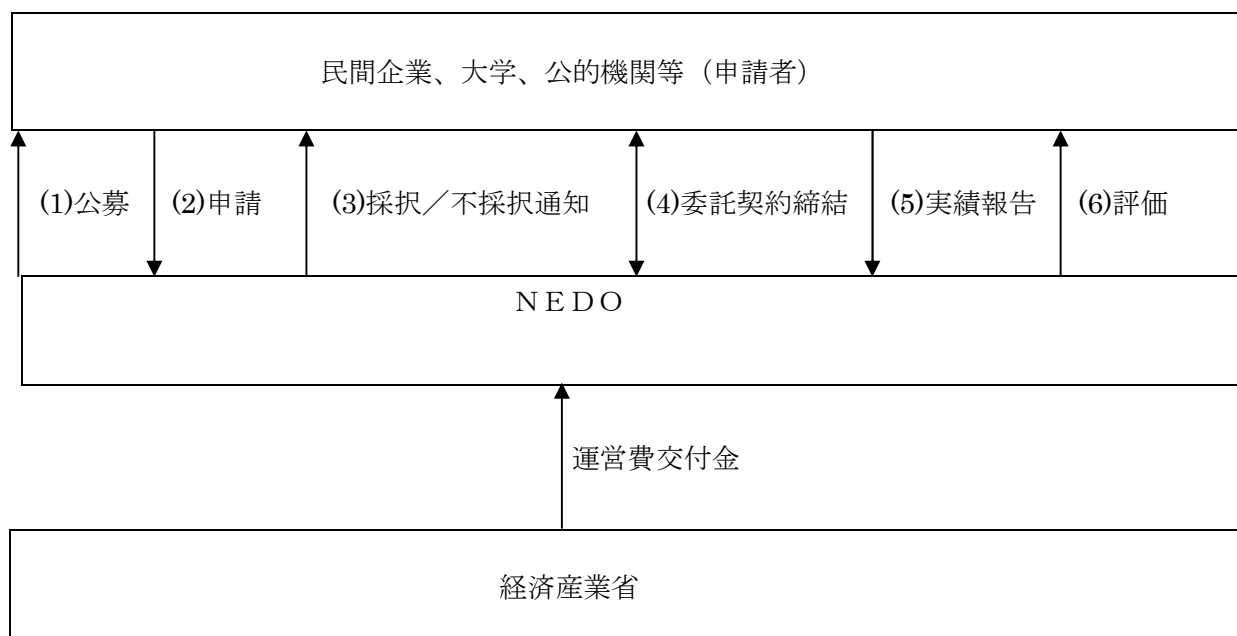 民間企業、大学、公的機関等（申請者）
(1)公募
(2)申請
(3)採択／不採択通知
(4)委託契約締結
(5)実績報告
(6)評価
ＮＥＤＯ
運営費交付金
経済産業省